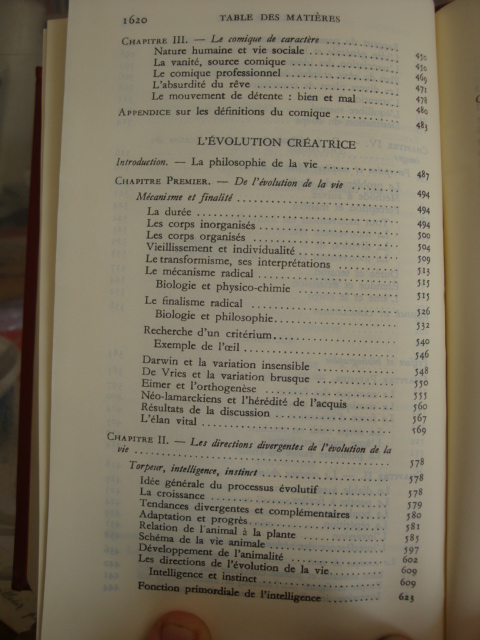 1620 TABLE DES MATIÈRES
CHAPITRE III. — Le comique de caractère 450
Nature humaine et vie sociale 450
La vanité, source comique 469
Le comique professionnel 471
L'absurdité du rêve 474
Le mouvement de détente : bien et mal 480
APPENDICE sur les définitions du comique 483
L'ÉVOLUTION CRÉATRICE
Introduction. — La philosophie de la vie 487
CHAPITRE PREMIER. — De l'évolution de la vie 494
Mécanisme et finalité 494
La durée 494
Les corps inorganisés 500
Les corps organisés 504
Vieillissement et individualité 509
Le transformisme, ses interprétations 513
Le mécanisme radical 515
Biologie et physico-chimie 515
Le finalisme radical 526
Biologie et philosophie 532
Recherche d'un critérium 540
Exemple de l'œil 546
Darwin et la variation insensible 548
De Vries et la variation brusque 550
Eimer et l'orthogenèse 555
Néo-lamarckiens et l'hérédité de l'acquis 560
Résultats de la discussion 567
L'élan vital 569
CHAPITRE II. — Les directions divergentes de l'évolution de la
vie 578
Torpeur, intelligence, instinct 578
Idée générale du processus évolutif 578
La croissance 579
Tendances divergentes et complémentaires 580
Adaptation et progrès 581
Relation de l'animal à la plante 585
Schéma de la vie animale 597
Développement de l'animalité 602
Les directions de l'évolution de la vie 609
Intelligence et instinct 609
Fonction primordiale de l'intelligence 623